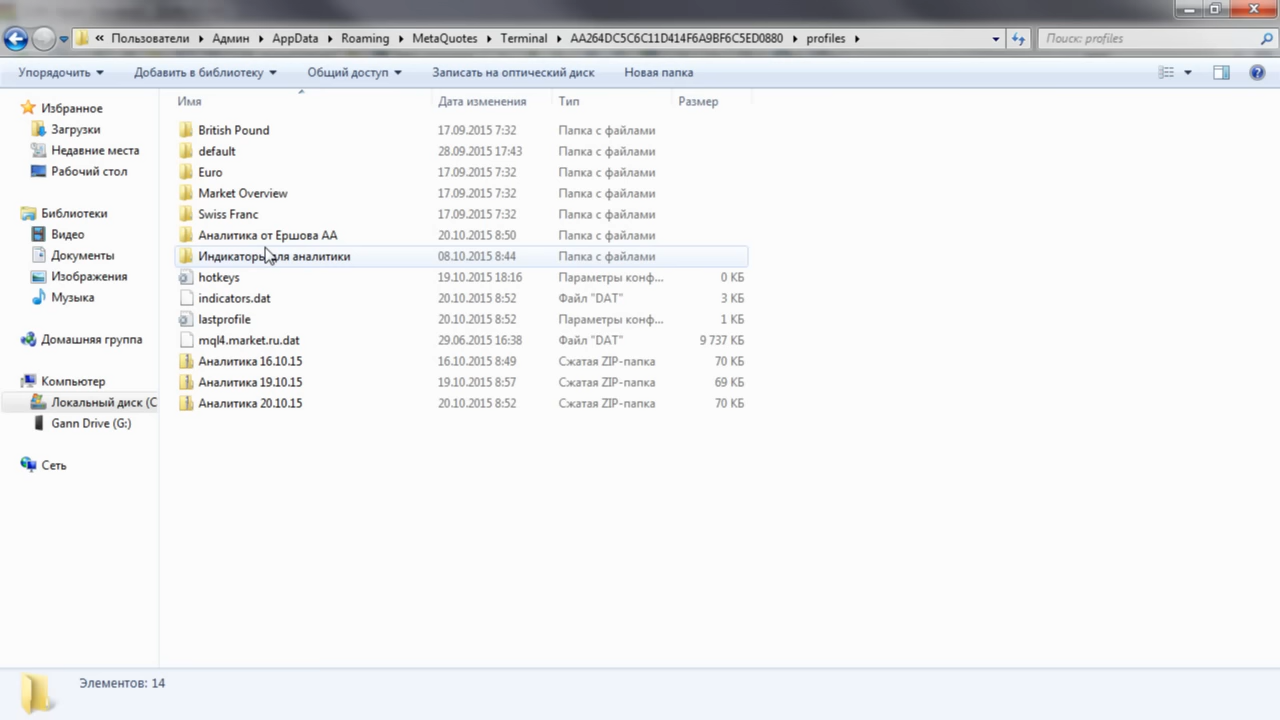 « Пользователи Админ AppData Roaming MetaQuotes Terminal AA264DC5C6C11D414F6A9BF6C5ED0880 profiles Поиск: profiles
Упорядочить Добавить в библиотеку Общий доступ Записать на оптический диск Новая папка
Избранное
Загрузки
Недавние места
Рабочий стол
Библиотеки
Видео
Документы
Изображения
Музыка
Домашняя группа
Компьютер
Локальный диск (C
Gann Drive (G:)
Сеть
Имя Дата изменения Тип Размер
British Pound 17.09.2015 7:32 Папка с файлами
default 28.09.2015 17:43 Папка с файлами
Euro 17.09.2015 7:32 Папка с файлами
Market Overview 17.09.2015 7:32 Папка с файлами
Swiss Franc 17.09.2015 7:32 Папка с файлами
Аналитика от Ершова АА 20.10.2015 8:50 Папка с файлами
Индикаторы для аналитики 08.10.2015 8:44 Папка с файлами
hotkeys 19.10.2015 18:16 Параметры конф... 0 КБ
indicators.dat 20.10.2015 8:52 Файл "DAT" 3 КБ
lastprofile 20.10.2015 8:52 Параметры конф... 1 КБ
mql4.market.ru.dat 29.06.2015 16:38 Файл "DAT" 9 737 КБ
Аналитика 16.10.15 16.10.2015 8:49 Сжатая ZIP-папка 70 КБ
Аналитика 19.10.15 19.10.2015 8:57 Сжатая ZIP-папка 69 КБ
Аналитика 20.10.15 20.10.2015 8:52 Сжатая ZIP-папка 70 КБ
Элементов: 14